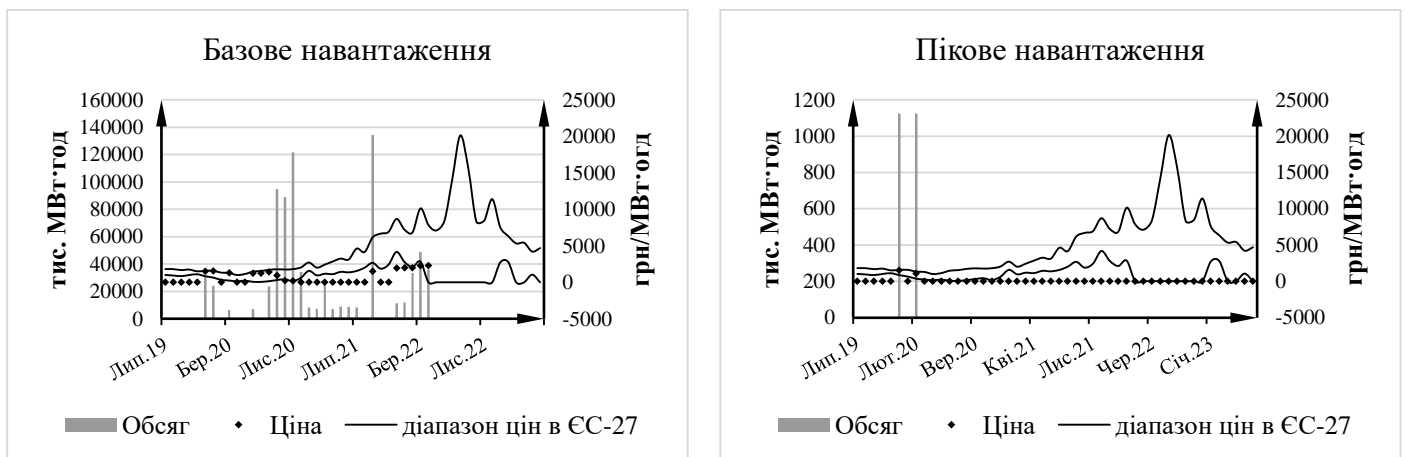 Базове навантаження
160000
140000
120000
100000
80000
60000
40000
20000
0
тис. МВт·год
25000
20000
15000
10000
5000
0
-5000
грн/МВт·огд
Лип.19
Бер.20
Лис.20
Лип.21
Бер.22
Лис.22
Обсяг
Ціна
діапазон цін в ЄС-27
Пікове навантаження
1200
1000
800
600
400
200
0
тис. МВт·год
25000
20000
15000
10000
5000
0
-5000
грн/МВт·огд
Лип.19
Лют.20
Вер.20
Кві.21
Лис.21
Чер.22
Січ.23
Обсяг
Ціна
діапазон цін в ЄС-27